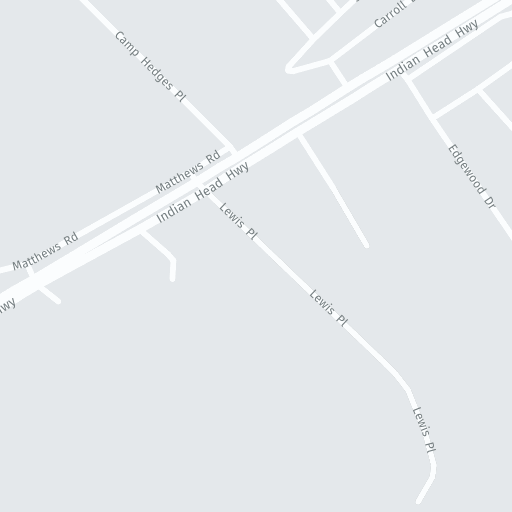 Carroll
Indian Head Hwy
Camp Hedges Pl
Edgewood Dr
Matthews Rd
Indian Head Hwy
Lewis Pl
Matthews Rd
Lewis Pl
Lewis Pl